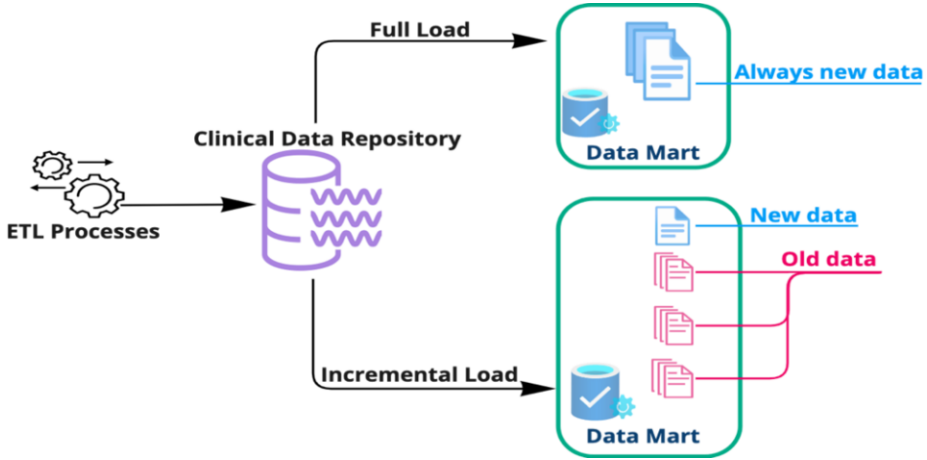 Full Load
Always new data
Clinical Data Repository
Data Mart
ETL Processes
New data
Old data
Incremental Load
Data Mart